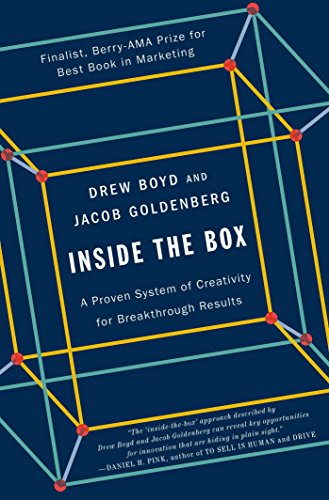 Finalist, Berry-AMA Prize for
Best Book in Marketing
DREW BOYD AND
JACOB GOLDENBERG
INSIDE THE BOX
A Proven System of Creativity
for Breakthrough Results
"The 'inside-the-box' approach described by
Drew Boyd and Jacob Goldenberg can reveal key opportunities
for innovation that are hiding in plain sight."
—DANIEL H. PINK, author of TO SELL IS HUMAN and DRIVE